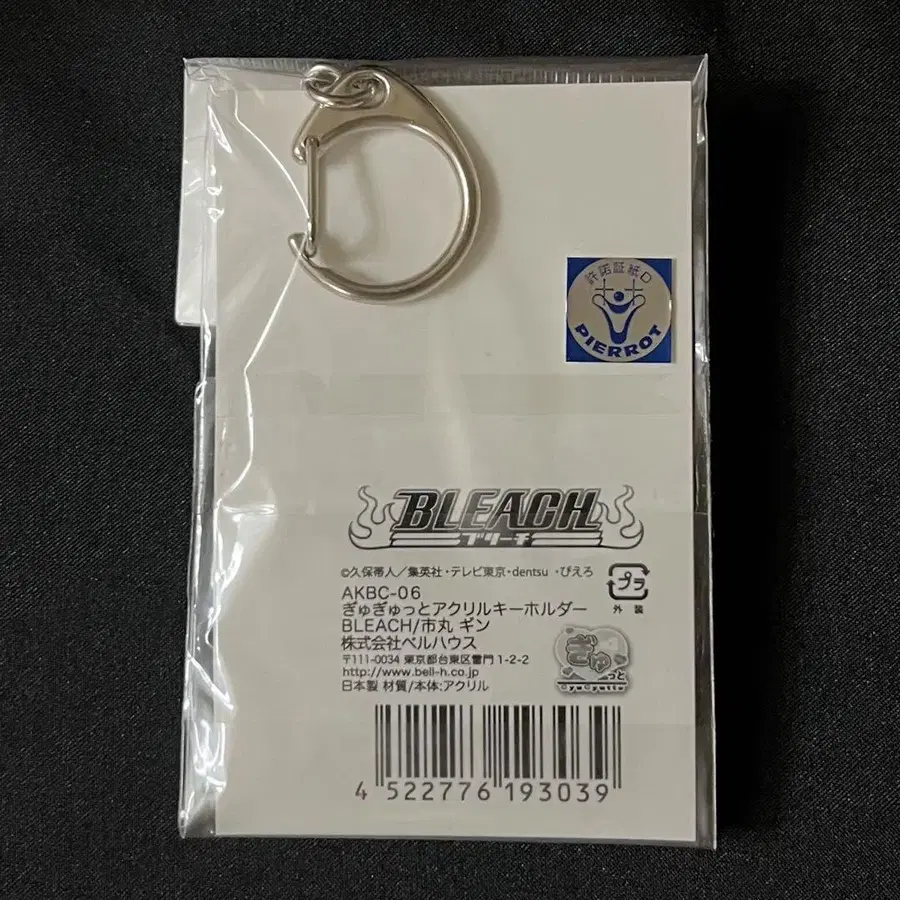 許諾証紙D
PIERROT
BLEACH
ブリーチ
©久保帯人／集英社・テレビ東京・dentsu・ぴえろ
AKBC-06
ぎゅぎゅっとアクリルキーホルダー
BLEACH/市丸 ギン
株式会社ベルハウス
〒111-0034 東京都台東区雷門 1-2-2
http://www.bell-h.co.jp
日本製 材質/本体:アクリル
プラ
外 装
ぎゅ
っと
GyuGyutto
4 522776 193039